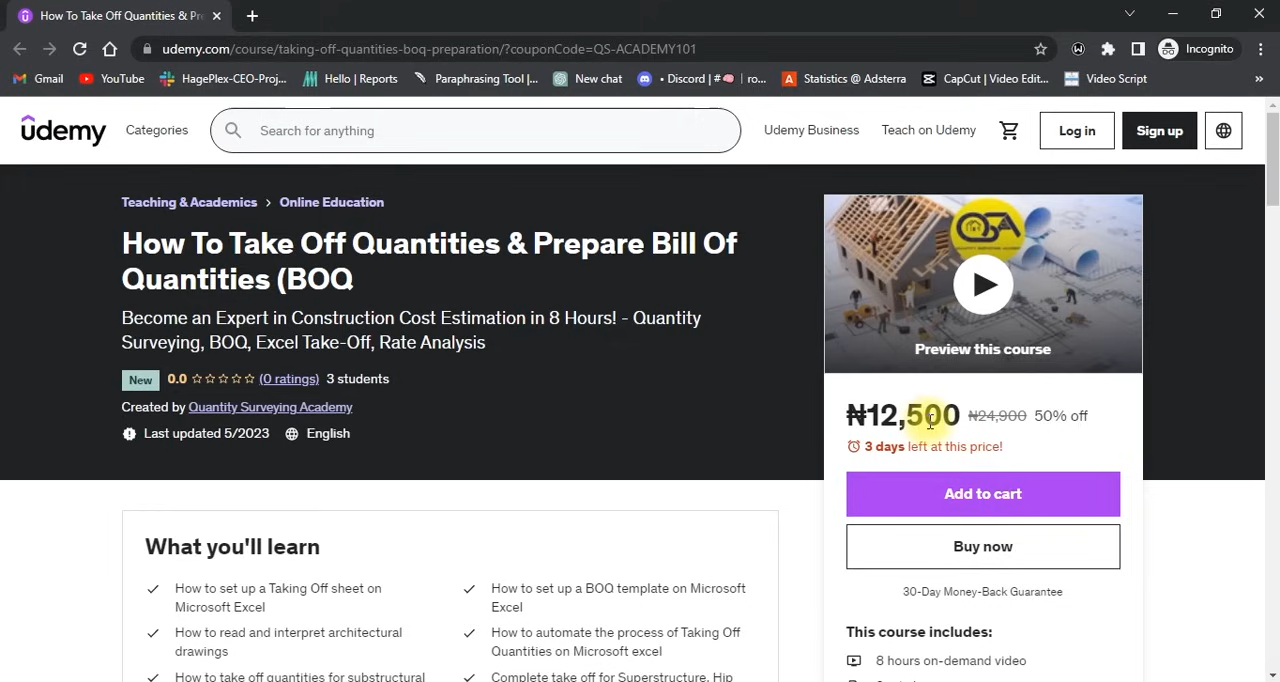 How To Take Off Quantities & Pr
udemy.com/course/taking-off-quantities-boq-preparation/?couponCode=QS-ACADEMY101
Incognito
Gmail
YouTube
HagePlex-CEO-Proj...
Hello | Reports
Paraphrasing Tool |...
New chat
• Discord | #🧠 | ro...
Statistics @ Adsterra
CapCut | Video Edit...
Video Script
»
udemy
Categories
Search for anything
Udemy Business
Teach on Udemy
Log in
Sign up
Teaching & Academics > Online Education
How To Take Off Quantities & Prepare Bill Of
Quantities (BOQ
Become an Expert in Construction Cost Estimation in 8 Hours! - Quantity
Surveying, BOQ, Excel Take-Off, Rate Analysis
New 0.0 (0 ratings) 3 students
Created by Quantity Surveying Academy
Last updated 5/2023 English
QSA
Preview this course
₦12,500 ₦24,900 50% off
3 days left at this price!
Add to cart
Buy now
30-Day Money-Back Guarantee
This course includes:
8 hours on-demand video
What you'll learn
How to set up a Taking Off sheet on
Microsoft Excel
How to read and interpret architectural
drawings
How to take off quantities for substructural
How to set up a BOQ template on Microsoft
Excel
How to automate the process of Taking Off
Quantities on Microsoft excel
Complete take off for Superstructure, Hip